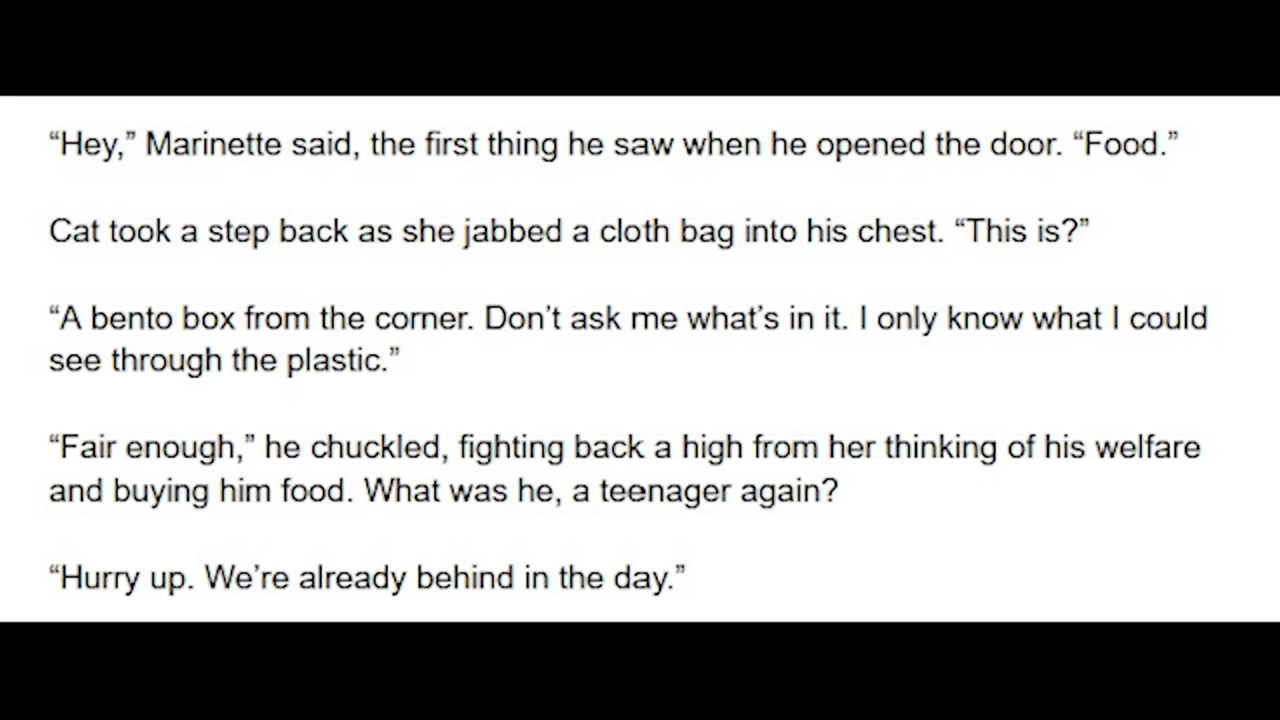 “Hey,” Marinette said, the first thing he saw when he opened the door. “Food.”
Cat took a step back as she jabbed a cloth bag into his chest. “This is?”
“A bento box from the corner. Don’t ask me what’s in it. I only know what I could
see through the plastic.”
“Fair enough,” he chuckled, fighting back a high from her thinking of his welfare
and buying him food. What was he, a teenager again?
“Hurry up. We’re already behind in the day.”